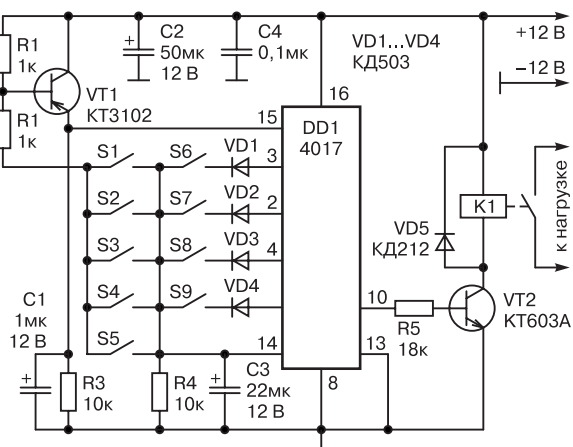 R1
1к
R1
1к
VT1
КТ3102
+
C2
50мк
12 В
C4
0,1мк
VD1...VD4
КД503
+12 В
−12 В
16
15
DD1
4017
S1
S6
VD1
3
S2
S7
VD2
2
S3
S8
VD3
4
S4
S9
VD4
S5
14
K1
VD5
КД212
к нагрузке
10
R5
18к
VT2
КТ603А
13
8
C1
1мк
12 В
+
R3
10к
R4
10к
+
C3
22мк
12 В